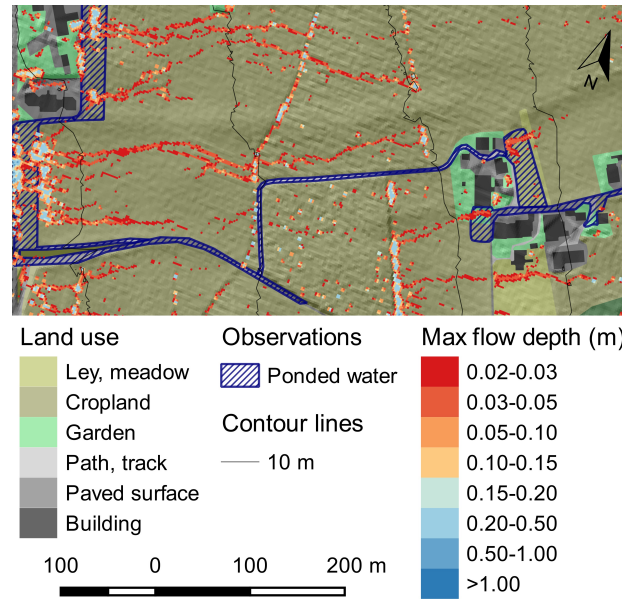 N
Land use
Ley, meadow
Cropland
Garden
Path, track
Paved surface
Building
Observations
Ponded water
Contour lines
10 m
Max flow depth (m)
0.02-0.03
0.03-0.05
0.05-0.10
0.10-0.15
0.15-0.20
0.20-0.50
0.50-1.00
>1.00
100 0 100 200 m